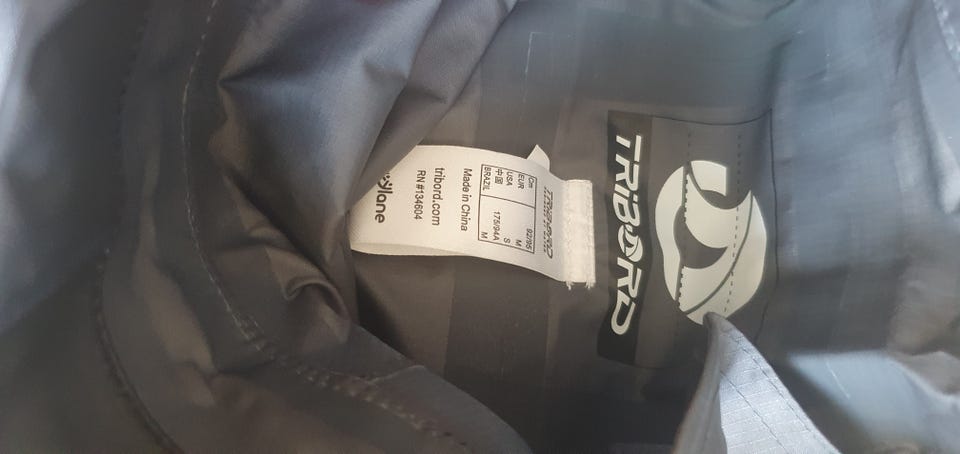 TRIBORD
TRIBORD
Cm 92/95
EUR M
USA S
中国 175/94A
BRAZIL M
Made in China
tribord.com
RN #134604
ylane